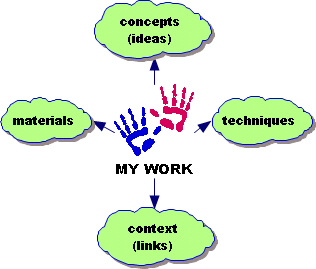 concepts
(ideas)
materials
techniques
MY WORK
context
(links)